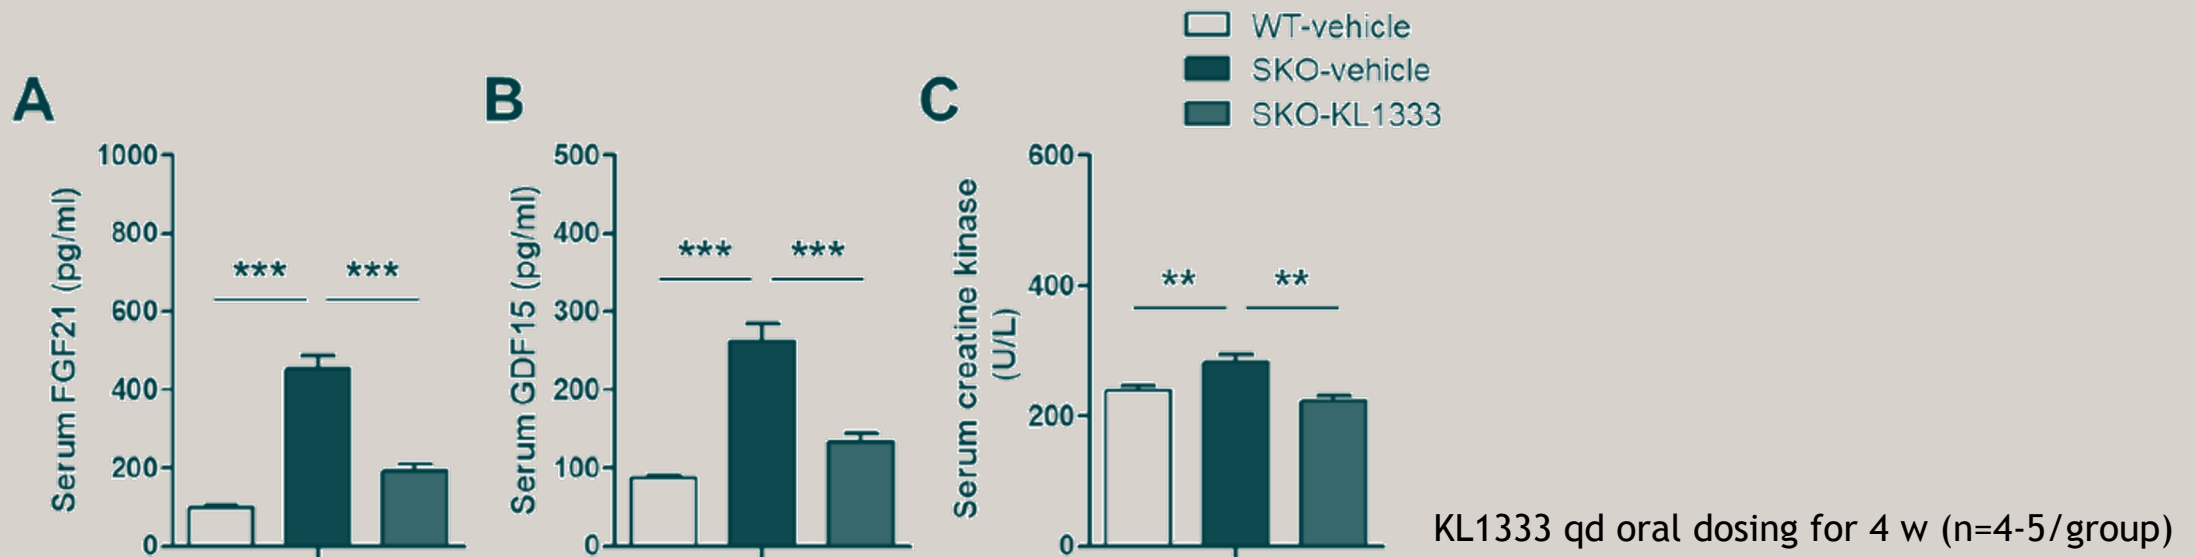 WT-vehicle
SKO-vehicle
SKO-KL1333
A
Serum FGF21 (pg/ml)
1000
800
600
400
200
0
***
***
B
Serum GDF15 (pg/ml)
500
400
300
200
100
0
***
***
C
Serum creatine kinase
(U/L)
600
400
200
0
**
**
KL1333 qd oral dosing for 4 w (n=4-5/group)